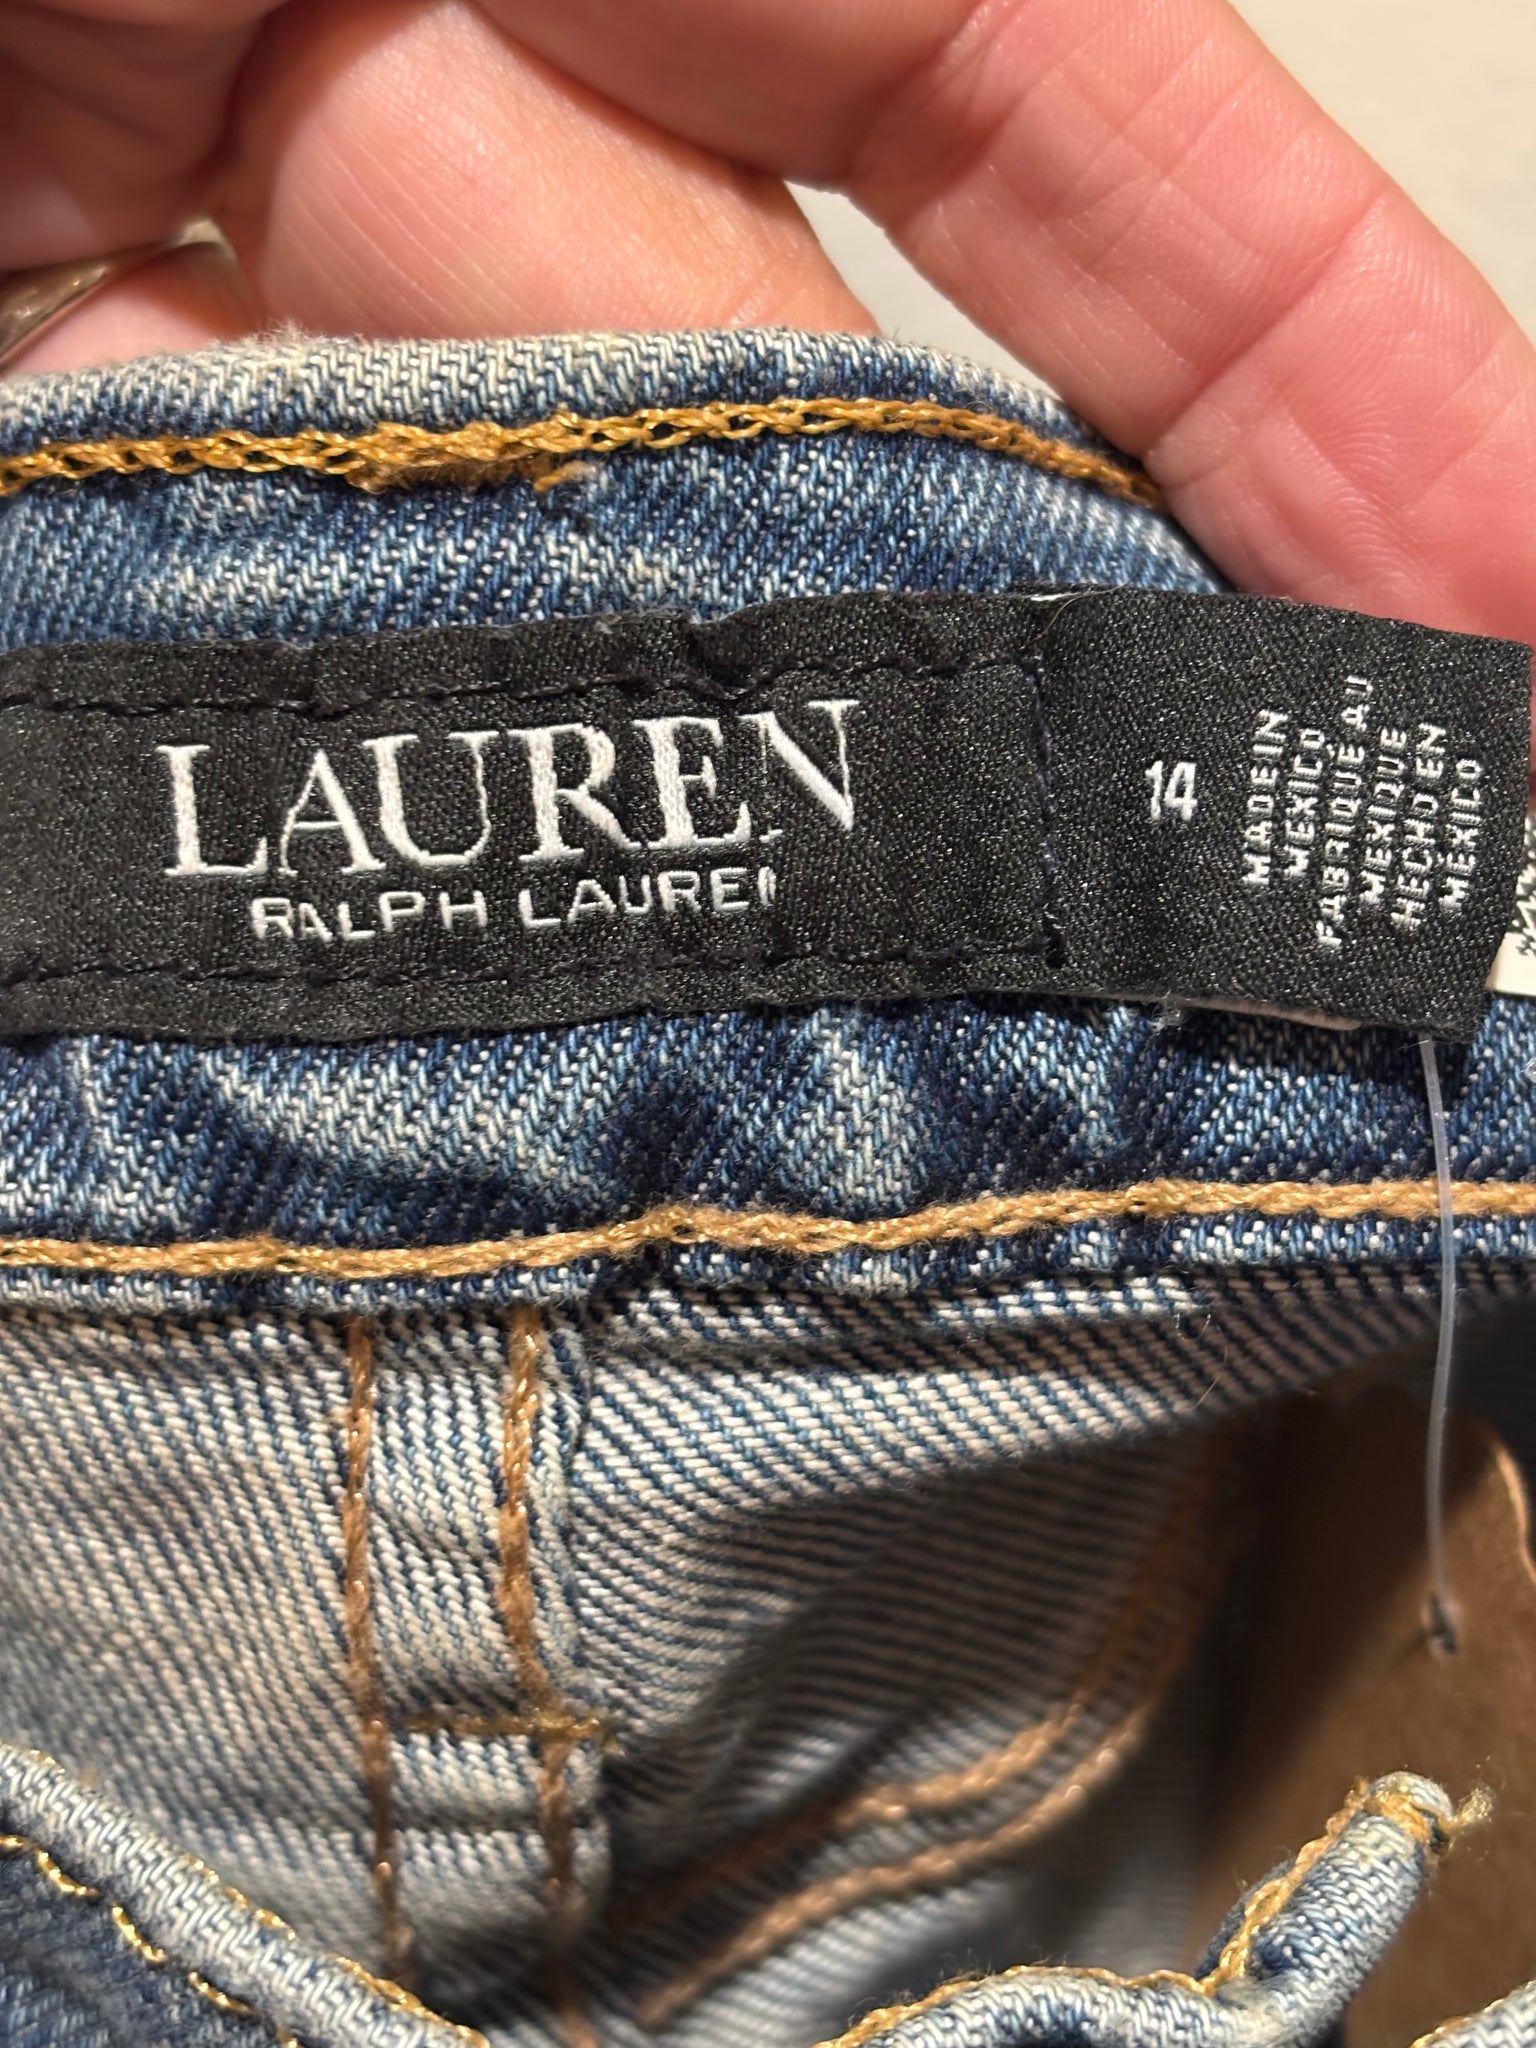 LAUREN
RALPH LAUREN
14
MADE IN
MEXICO
FABRIQUE AU
MEXIQUE
HECHO EN
MEXICO